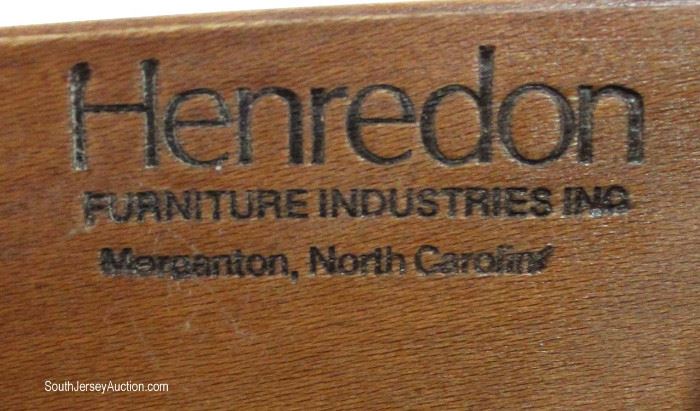 Henredon
FURNITURE INDUSTRIES INC
Morganton, North Carolina
SouthJerseyAuction.com